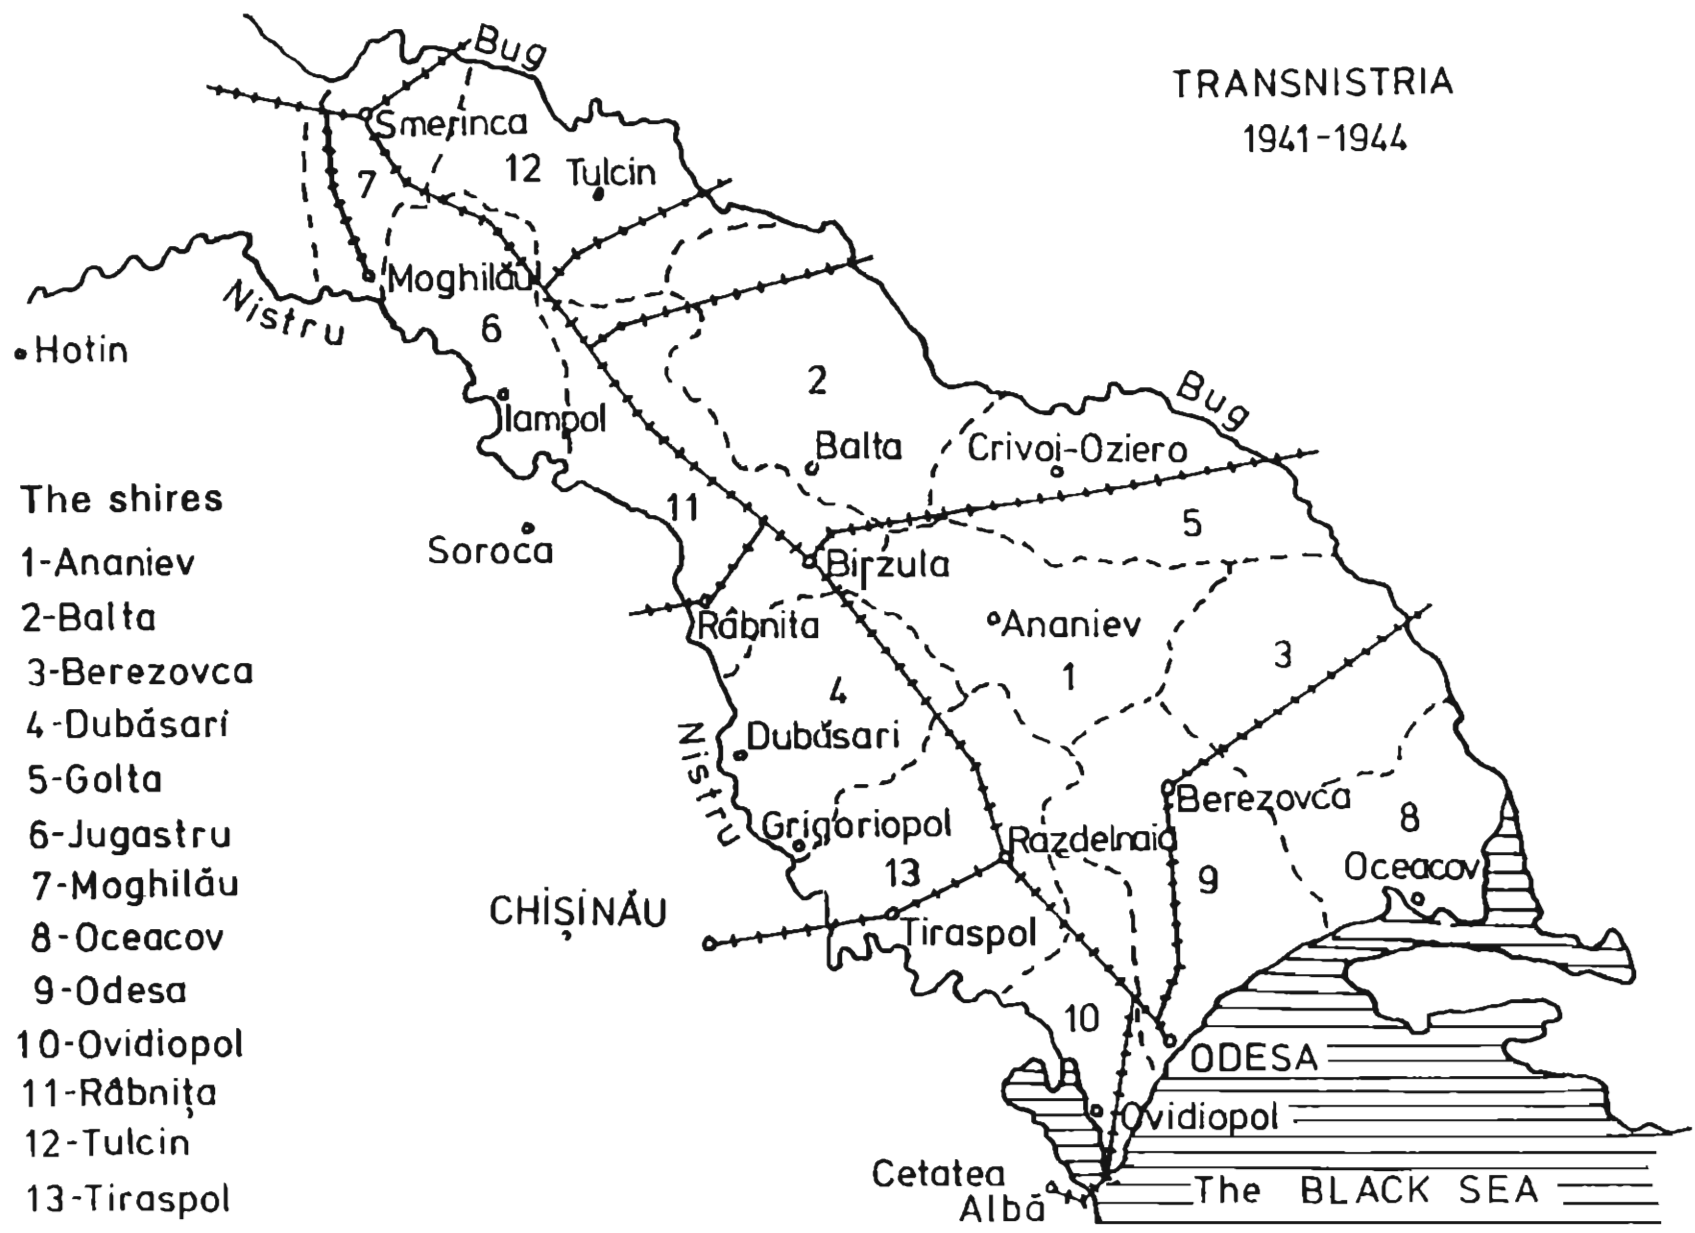 TRANSNISTRIA
1941-1944
Bug
Smerinca
12
Tulcin
7
Moghilău
Nistru
6
Hotin
2
Iampol
Bug
Balta
Crivoi-Oziero
11
5
Soroca
Birzula
Râbnita
Ananiev
3
1
4
Nistru
Dubăsari
Berezovca
8
Grigoriopol
Razdelnaia
13
9
Oceacov
CHIȘINĂU
Tiraspol
10
ODESA
Ovidiopol
Cetatea
Albă
The BLACK SEA
The shires
1-Ananiev
2-Balta
3-Berezovca
4-Dubăsari
5-Golta
6-Jugastru
7-Moghilău
8-Oceacov
9-Odesa
10-Ovidiopol
11-Râbnița
12-Tulcin
13-Tiraspol